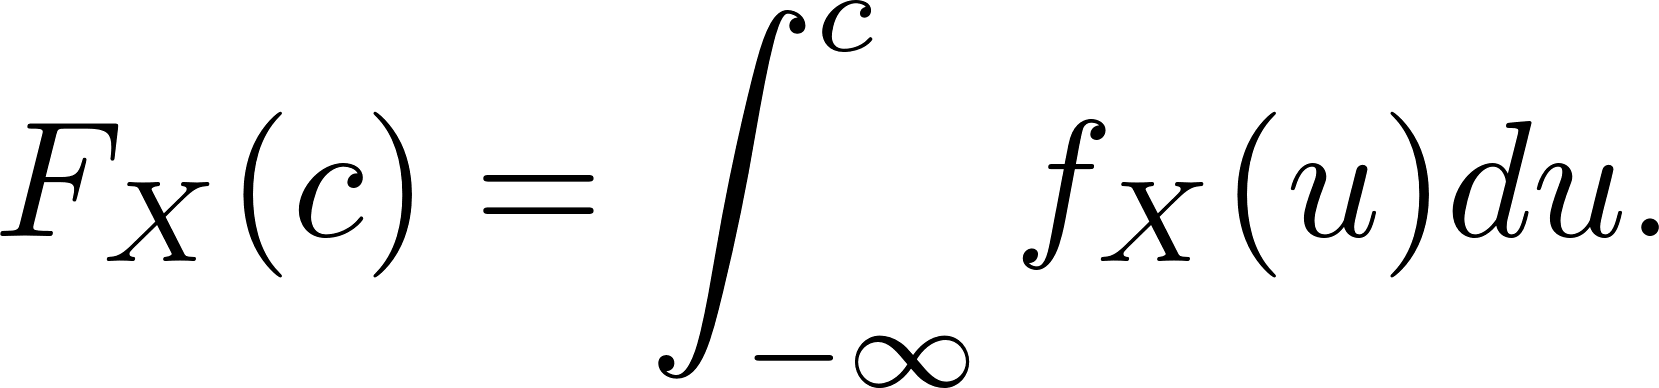 $F_X(c) = \int_{-\infty}^{c} f_X(u)du.$